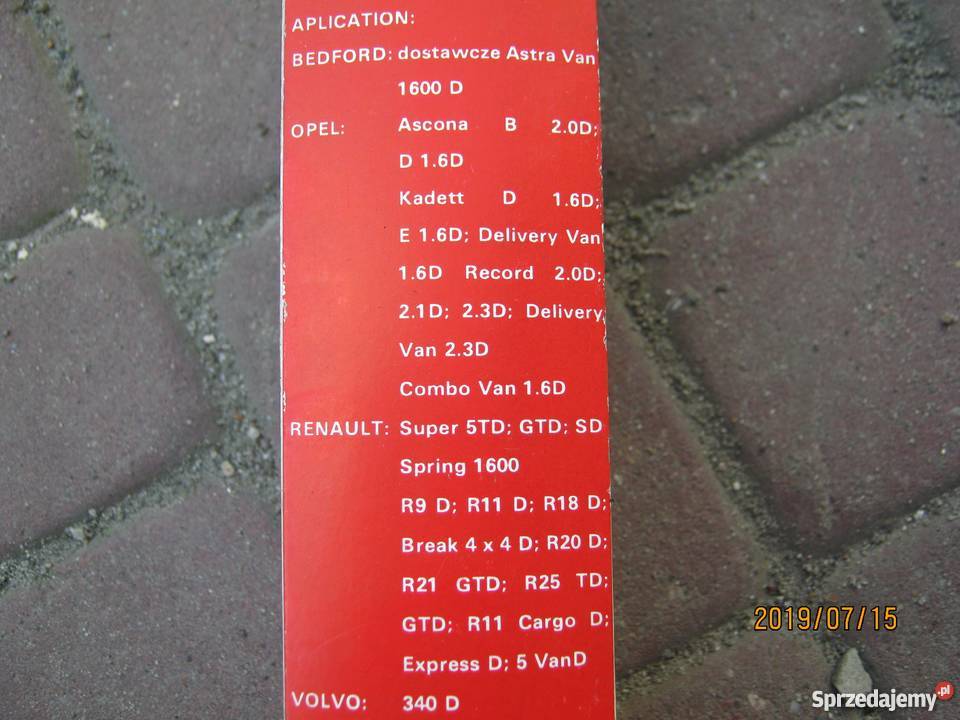 APLICATION:
BEDFORD: dostawcze Astra Van
1600 D
OPEL: Ascona B 2.0D;
D 1.6D
Kadett D 1.6D;
E 1.6D; Delivery Van
1.6D Record 2.0D;
2.1D; 2.3D; Delivery
Van 2.3D
Combo Van 1.6D
RENAULT: Super 5TD; GTD; SD
Spring 1600
R9 D; R11 D; R18 D;
Break 4 x 4 D; R20 D;
R21 GTD; R25 TD;
GTD; R11 Cargo D;
Express D; 5 VanD
VOLVO: 340 D
2019/07/15
Sprzedajemy.pl